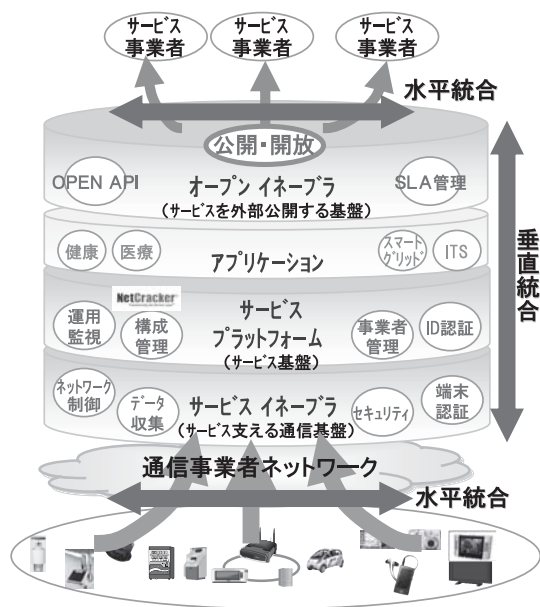 サービス
事業者
サービス
事業者
サービス
事業者
水平統合
公開・開放
OPEN API
オープン イネーブラ
SLA管理
(サービスを外部公開する基盤)
垂直統合
健康
医療
アプリケーション
スマート
グリッド
ITS
NetCracker
運用
監視
構成
管理
サービス
プラットフォーム
(サービス基盤)
事業者
管理
ID認証
ネットワーク
制御
データ
収集
サービス イネーブラ
(サービス支える通信基盤)
セキュリティ
端末
認証
通信事業者ネットワーク
水平統合